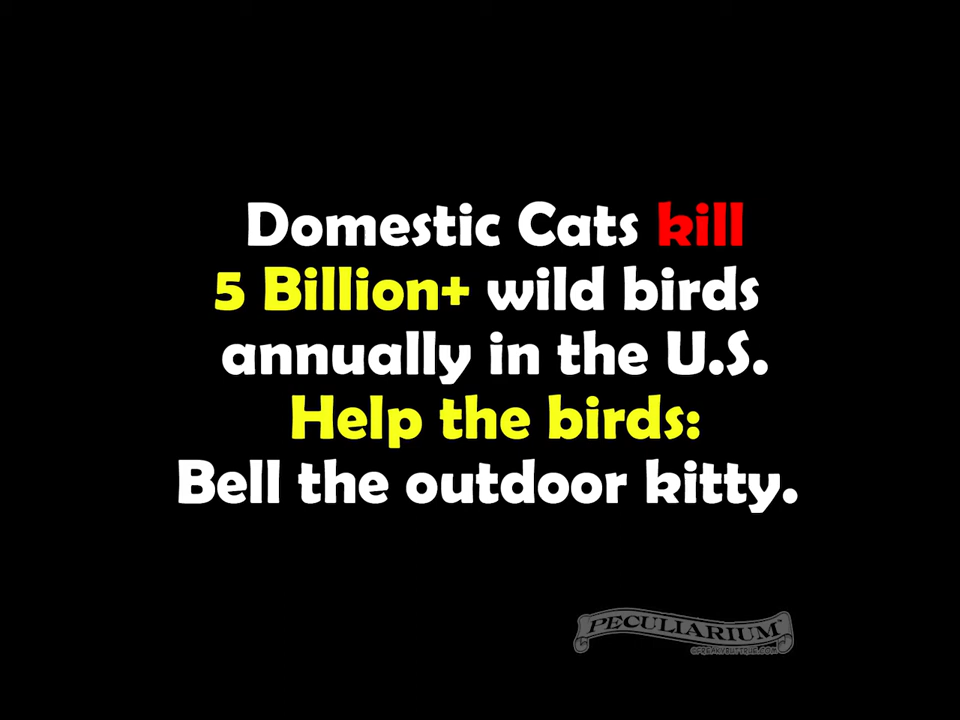 Domestic Cats kill
5 Billion+ wild birds
annually in the U.S.
Help the birds:
Bell the outdoor kitty.
PECULIARIUM